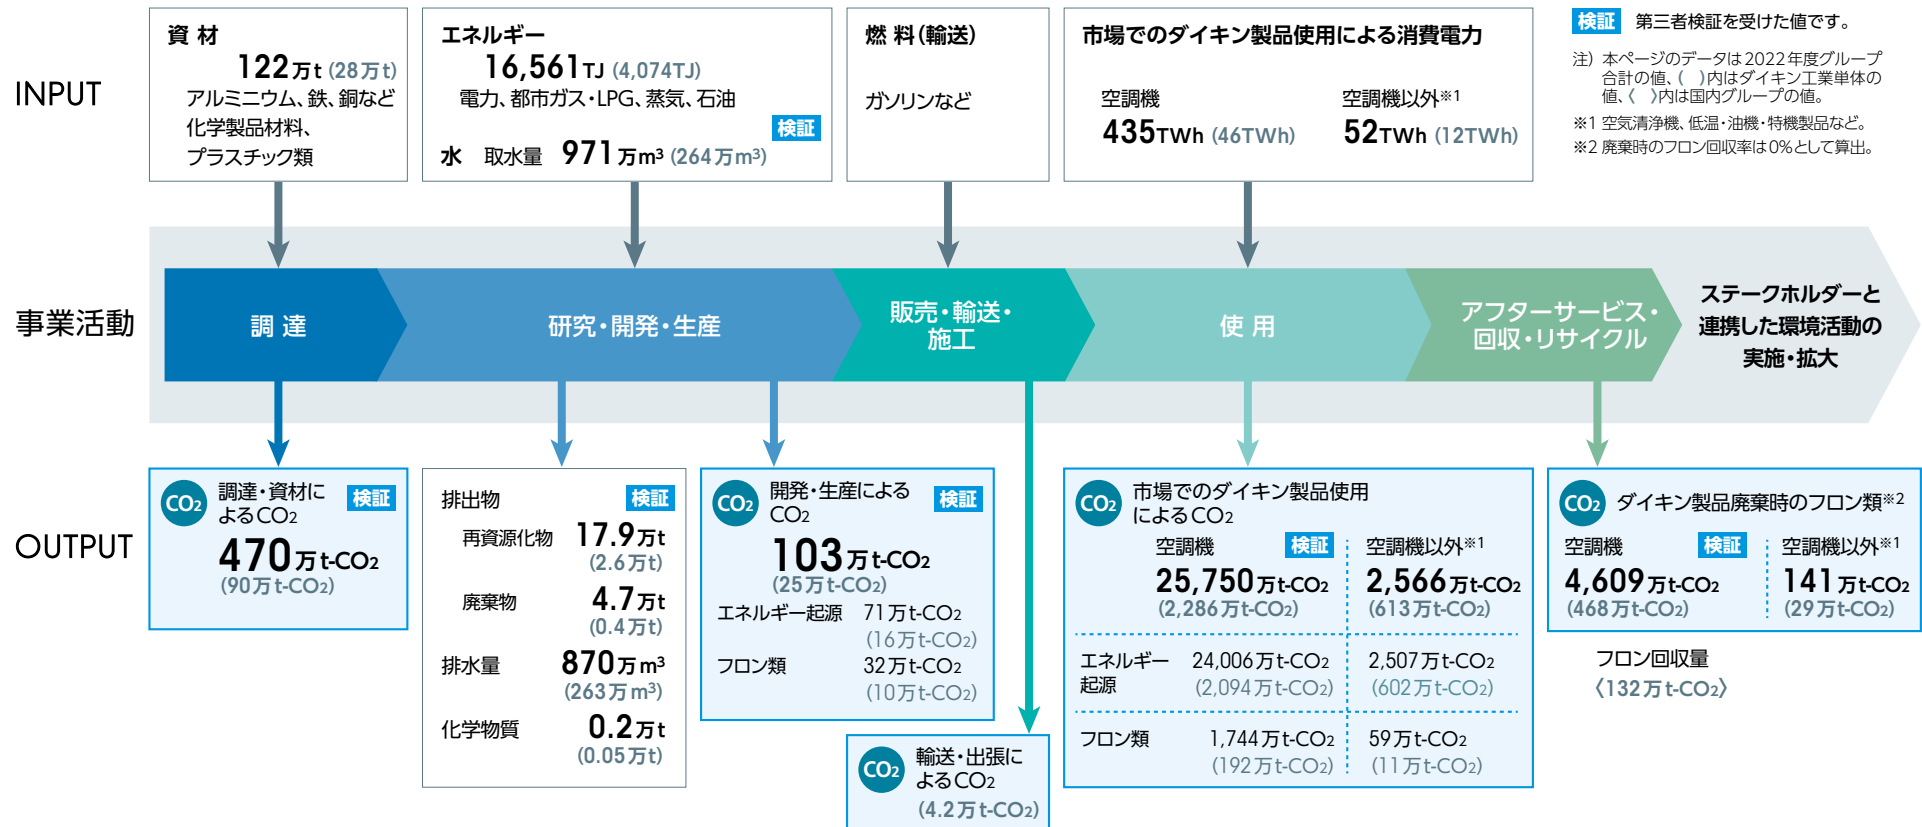 INPUT
資 材
122万t (28万t)
アルミニウム、鉄、銅など
化学製品材料、
プラスチック類
エネルギー
16,561TJ (4,074TJ)
電力、都市ガス・LPG、蒸気、石油
検証
水 取水量 971万m³ (264万m³)
燃 料(輸送)
ガソリンなど
市場でのダイキン製品使用による消費電力
空調機
435TWh (46TWh)
空調機以外※1
52TWh (12TWh)
検証 第三者検証を受けた値です。
注) 本ページのデータは2022年度グループ
合計の値、( )内はダイキン工業単体の
値、〈 〉内は国内グループの値。
※1 空気清浄機、低温・油機・特機製品など。
※2 廃棄時のフロン回収率は0%として算出。
事業活動
調 達
研究・開発・生産
販売・輸送・
施工
使 用
アフターサービス・
回収・リサイクル
ステークホルダーと
連携した環境活動の
実施・拡大
OUTPUT
CO2
調達・資材に
よるCO2
検証
470万t-CO2
(90万t-CO2)
排出物
検証
再資源化物 17.9万t
(2.6万t)
廃棄物 4.7万t
(0.4万t)
排水量 870万m³
(263万m³)
化学物質 0.2万t
(0.05万t)
CO2
開発・生産による
CO2
検証
103万t-CO2
(25万t-CO2)
エネルギー起源 71万t-CO2
(16万t-CO2)
フロン類 32万t-CO2
(10万t-CO2)
CO2
輸送・出張に
よるCO2
(4.2万t-CO2)
CO2
市場でのダイキン製品使用
によるCO2
空調機 検証 空調機以外※1
25,750万t-CO2 2,566万t-CO2
(2,286万t-CO2) (613万t-CO2)
エネルギー
起源
24,006万t-CO2 2,507万t-CO2
(2,094万t-CO2) (602万t-CO2)
フロン類 1,744万t-CO2 59万t-CO2
(192万t-CO2) (11万t-CO2)
CO2
ダイキン製品廃棄時のフロン類※2
空調機 検証 空調機以外※1
4,609万t-CO2 141万t-CO2
(468万t-CO2) (29万t-CO2)
フロン回収量
〈132万t-CO2〉